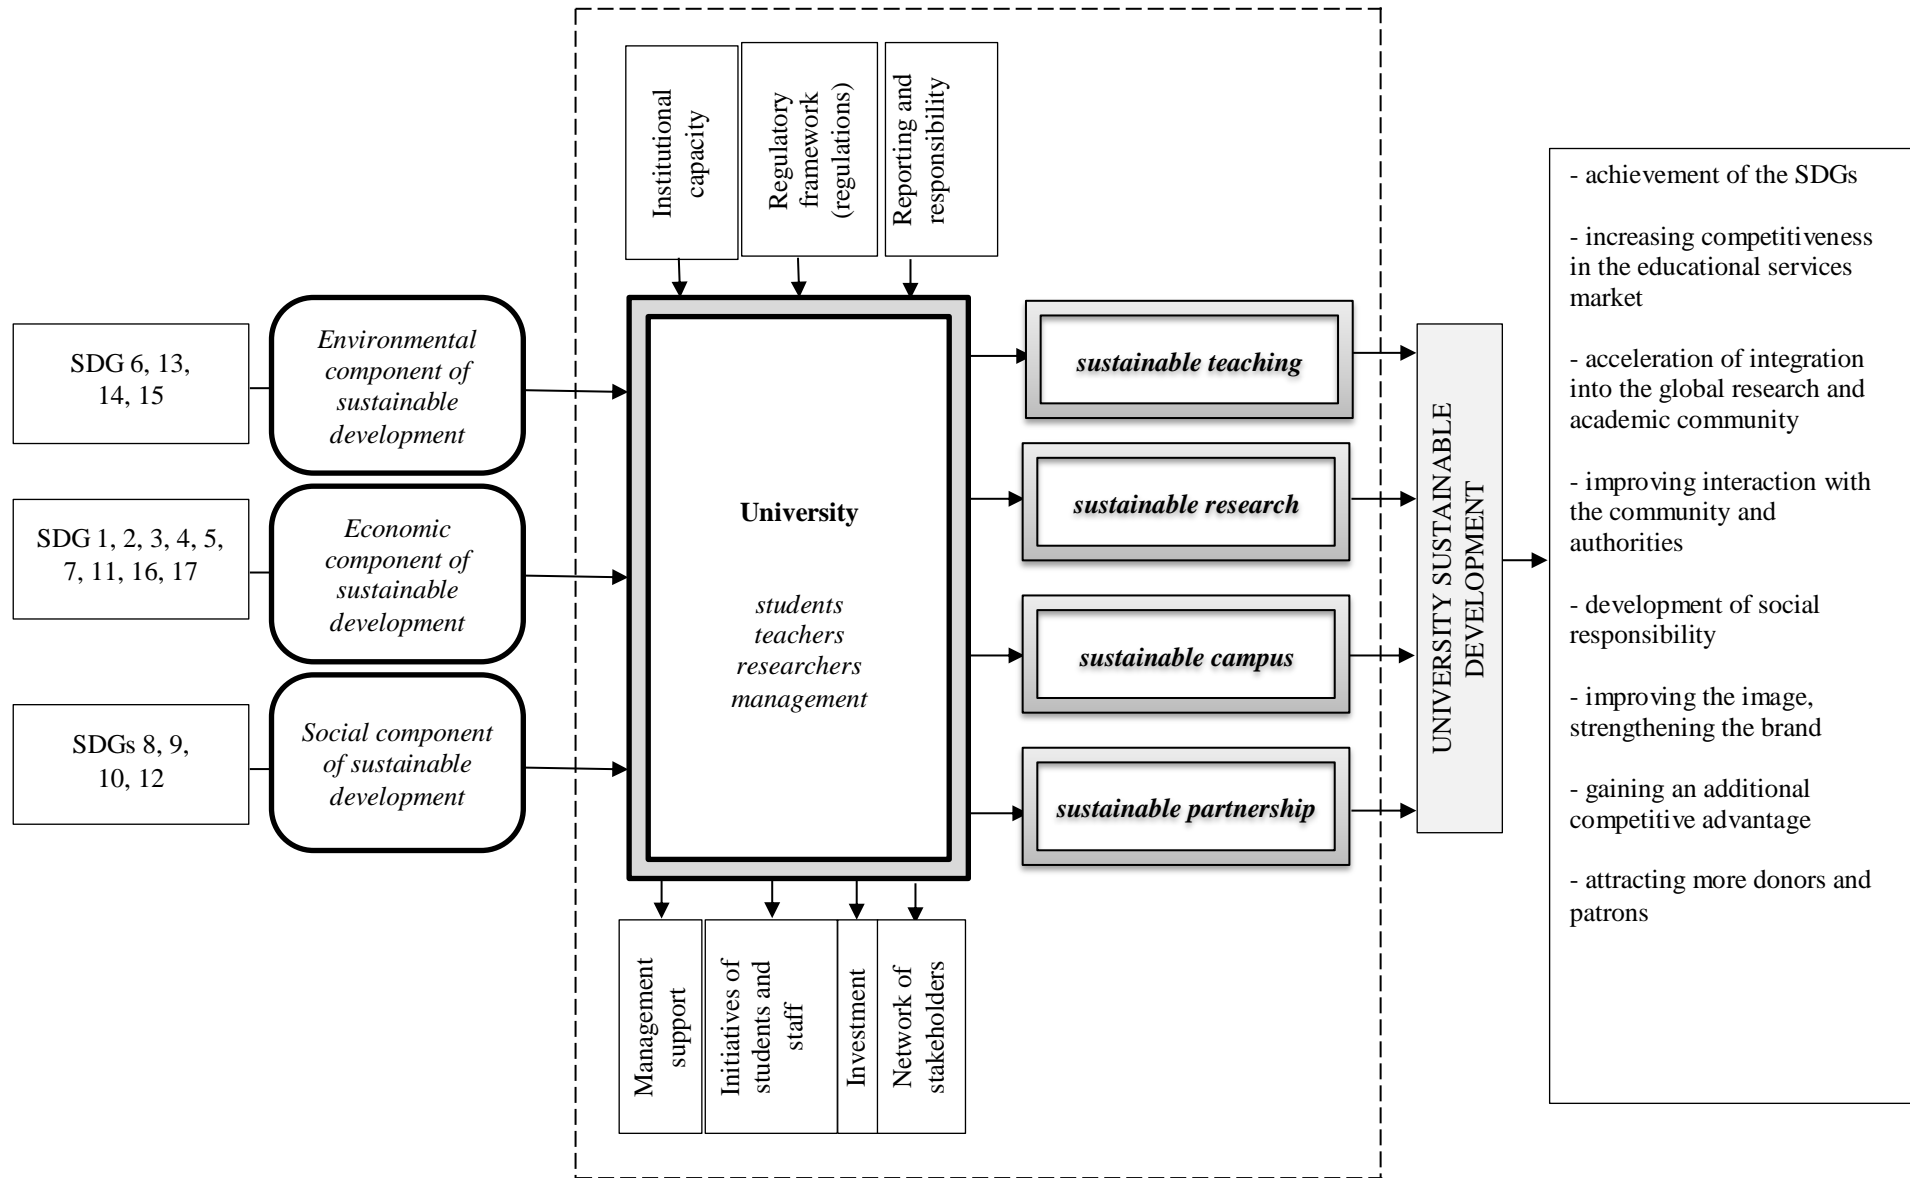 Institutional
capacity
Regulatory
framework
(regulations)
Reporting and
responsibility
SDG 6, 13,
14, 15
Environmental
component of
sustainable
development
SDG 1, 2, 3, 4, 5,
7, 11, 16, 17
Economic
component of
sustainable
development
SDGs 8, 9,
10, 12
Social component
of sustainable
development
University
students
teachers
researchers
management
sustainable teaching
sustainable research
sustainable campus
sustainable partnership
Management
support
Initiatives of
students and
staff
Investment
Network of
stakeholders
UNIVERSITY SUSTAINABLE
DEVELOPMENT
- achievement of the SDGs
- increasing competitiveness
in the educational services
market
- acceleration of integration
into the global research and
academic community
- improving interaction with
the community and
authorities
- development of social
responsibility
- improving the image,
strengthening the brand
- gaining an additional
competitive advantage
- attracting more donors and
patrons